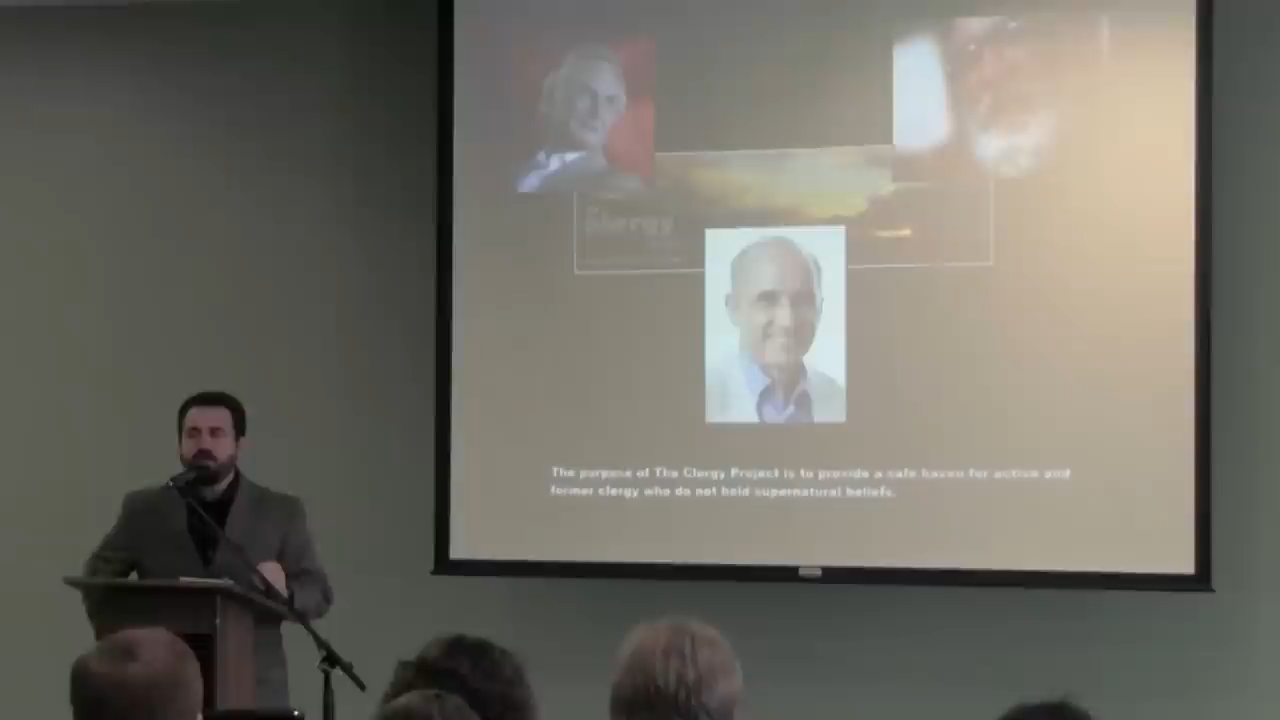 Clergy
The purpose of The Clergy Project is to provide a safe haven for active and
former clergy who do not hold supernatural beliefs.